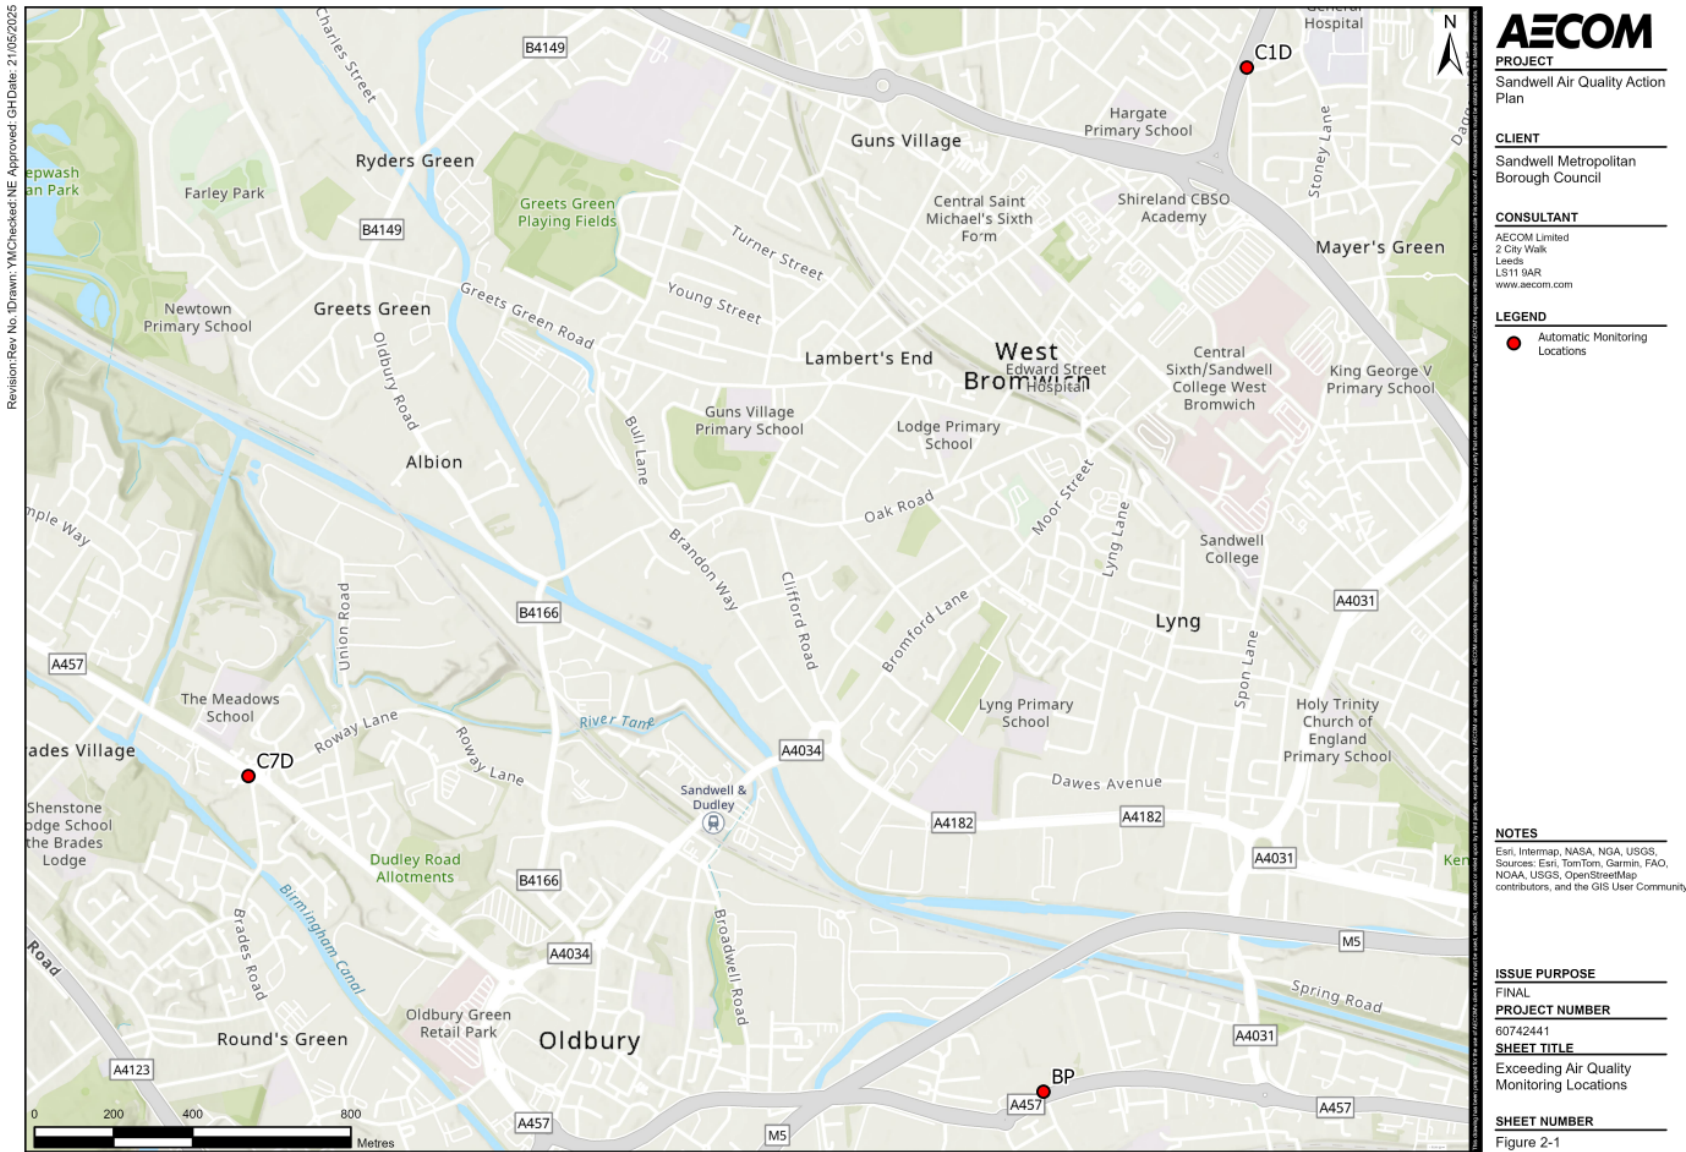 Revision:Rev No.1Drawn: YMChecked:NE Approved: GHDate: 21/05/2025
Charles Street
B4149
General
Hospital
N
C1D
Hargate
Primary School
Guns Village
Stoney Lane
Ryders Green
epwash
an Park
Farley Park
Greets Green
Playing Fields
Central Saint
Michael's Sixth
Form
Shireland CBSO
Academy
B4149
Turner Street
Mayer's Green
Young Street
Newtown
Primary School
Greets Green
Greets Green Road
Oldbury Road
Lambert's End
West
Bromwich
Edward Street
Hospital
Central
Sixth/Sandwell
College West
Bromwich
King George V
Primary School
Guns Village
Primary School
Lodge Primary
School
Bull Lane
Albion
Moor Street
Oak Road
mple Way
Brandon Way
Lyng Lane
Sandwell
College
Clifford Road
Union Road
B4166
Bromford Lane
A4031
Lyng
Spon Lane
A457
The Meadows
School
Roway Lane
River Tame
Lyng Primary
School
Holy Trinity
Church of
England
Primary School
ades Village
C7D
Roway Lane
A4034
Dawes Avenue
Sandwell &
Dudley
Shenstone
odge School
the Brades
Lodge
A4182
A4182
Dudley Road
Allotments
A4031
Ken
B4166
Birmingham Canal
Brades Road
Broadwell Road
Road
A4034
M5
Spring Road
Oldbury Green
Retail Park
Round's Green
Oldbury
A4031
A4123
BP
A457
A457
A457
M5
0 200 400 800
Metres
AECOM
PROJECT
Sandwell Air Quality Action
Plan
CLIENT
Sandwell Metropolitan
Borough Council
CONSULTANT
AECOM Limited
2 City Walk
Leeds
LS11 9AR
www.aecom.com
LEGEND
Automatic Monitoring
Locations
NOTES
Esri, Intermap, NASA, NGA, USGS,
Sources: Esri, TomTom, Garmin, FAO,
NOAA, USGS, OpenStreetMap
contributors, and the GIS User Community
ISSUE PURPOSE
FINAL
PROJECT NUMBER
60742441
SHEET TITLE
Exceeding Air Quality
Monitoring Locations
SHEET NUMBER
Figure 2-1